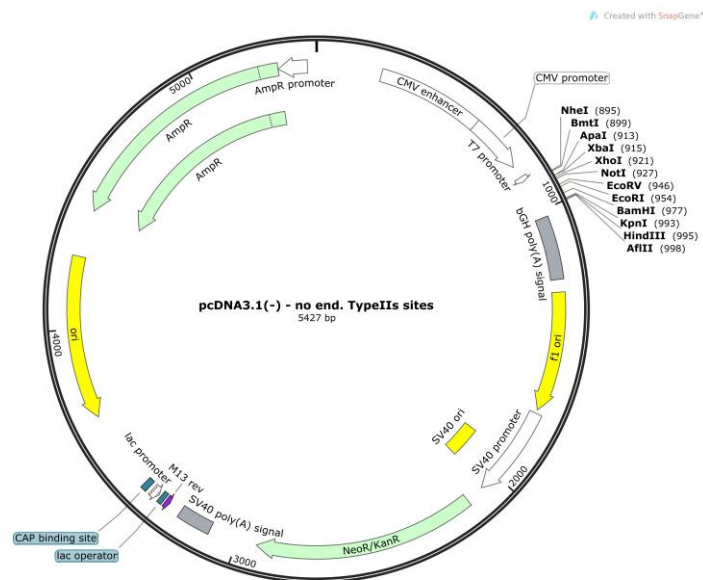 Created with SnapGene®
5000
AmpR promoter
AmpR
AmpR
CMV enhancer
CMV promoter
T7 promoter
NheI (895)
BmtI (899)
ApaI (913)
XbaI (915)
XhoI (921)
NotI (927)
EcoRV (946)
EcoRI (954)
BamHI (977)
KpnI (993)
HindIII (995)
AflII (998)
1000
bGH poly(A) signal
pcDNA3.1(-) - no end. TypeIIs sites
5427 bp
ori
4000
f1 ori
SV40 ori
SV40 promoter
2000
lac promoter
M13 rev
SV40 poly(A) signal
CAP binding site
lac operator
NeoR/KanR
3000